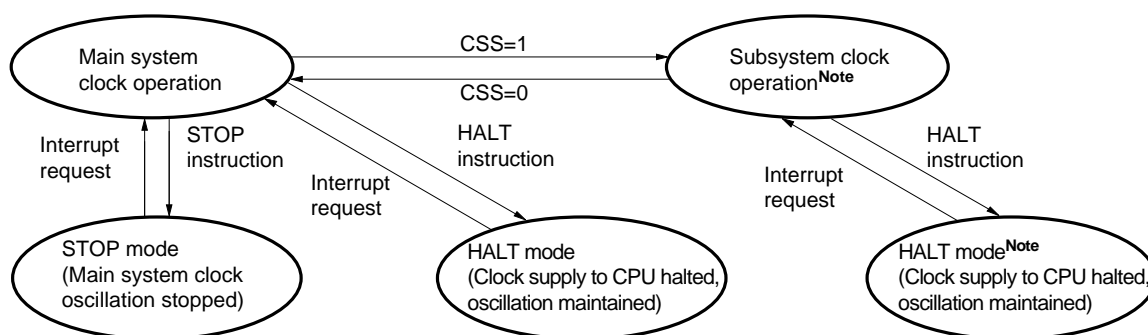 Main system
clock operation
CSS=1
CSS=0
Subsystem clock
operationNote
Interrupt
request
STOP
instruction
HALT
instruction
Interrupt
request
HALT
instruction
Interrupt
request
STOP mode
(Main system clock
oscillation stopped)
HALT mode
(Clock supply to CPU halted,
oscillation maintained)
HALT modeNote
(Clock supply to CPU halted,
oscillation maintained)